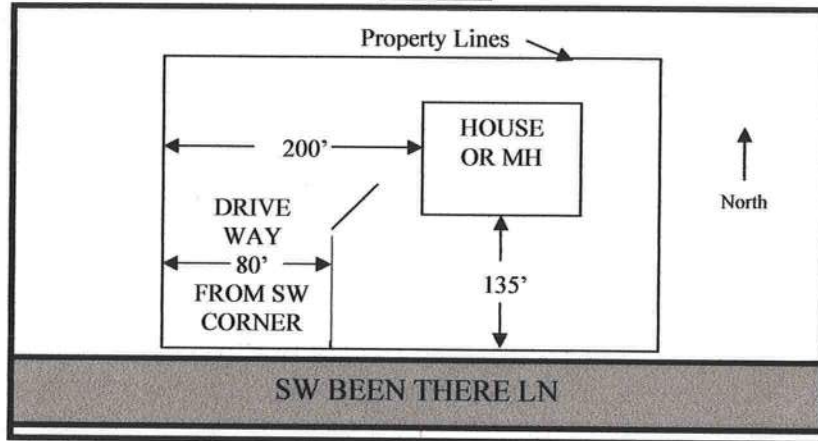 Property Lines
HOUSE
OR MH
200'
North
DRIVE
WAY
80'
FROM SW
CORNER
135'
SW BEEN THERE LN